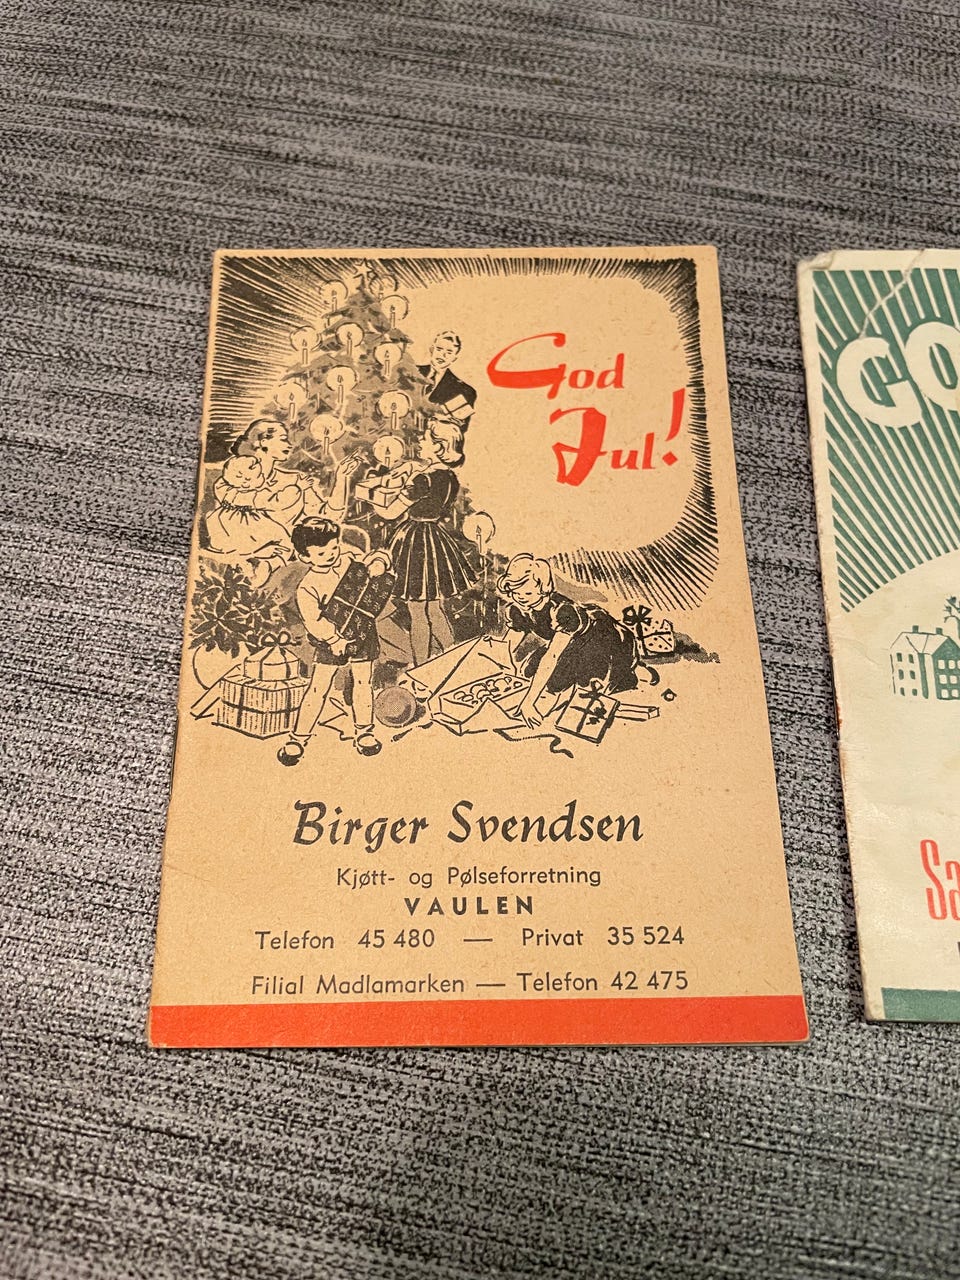 God
Jul!
Birger Svendsen
Kjøtt- og Pølseforretning
VAULEN
Telefon 45 480 — Privat 35 524
Filial Madlamarken — Telefon 42 475